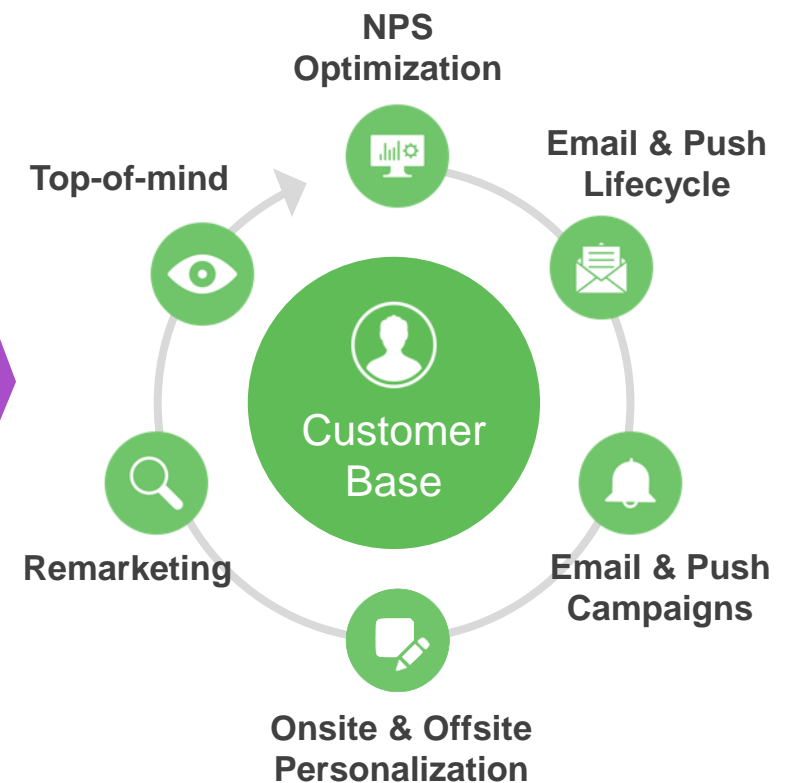 NPS
Optimization
Email & Push
Lifecycle
Top-of-mind
Customer
Base
Remarketing
Email & Push
Campaigns
Onsite & Offsite
Personalization